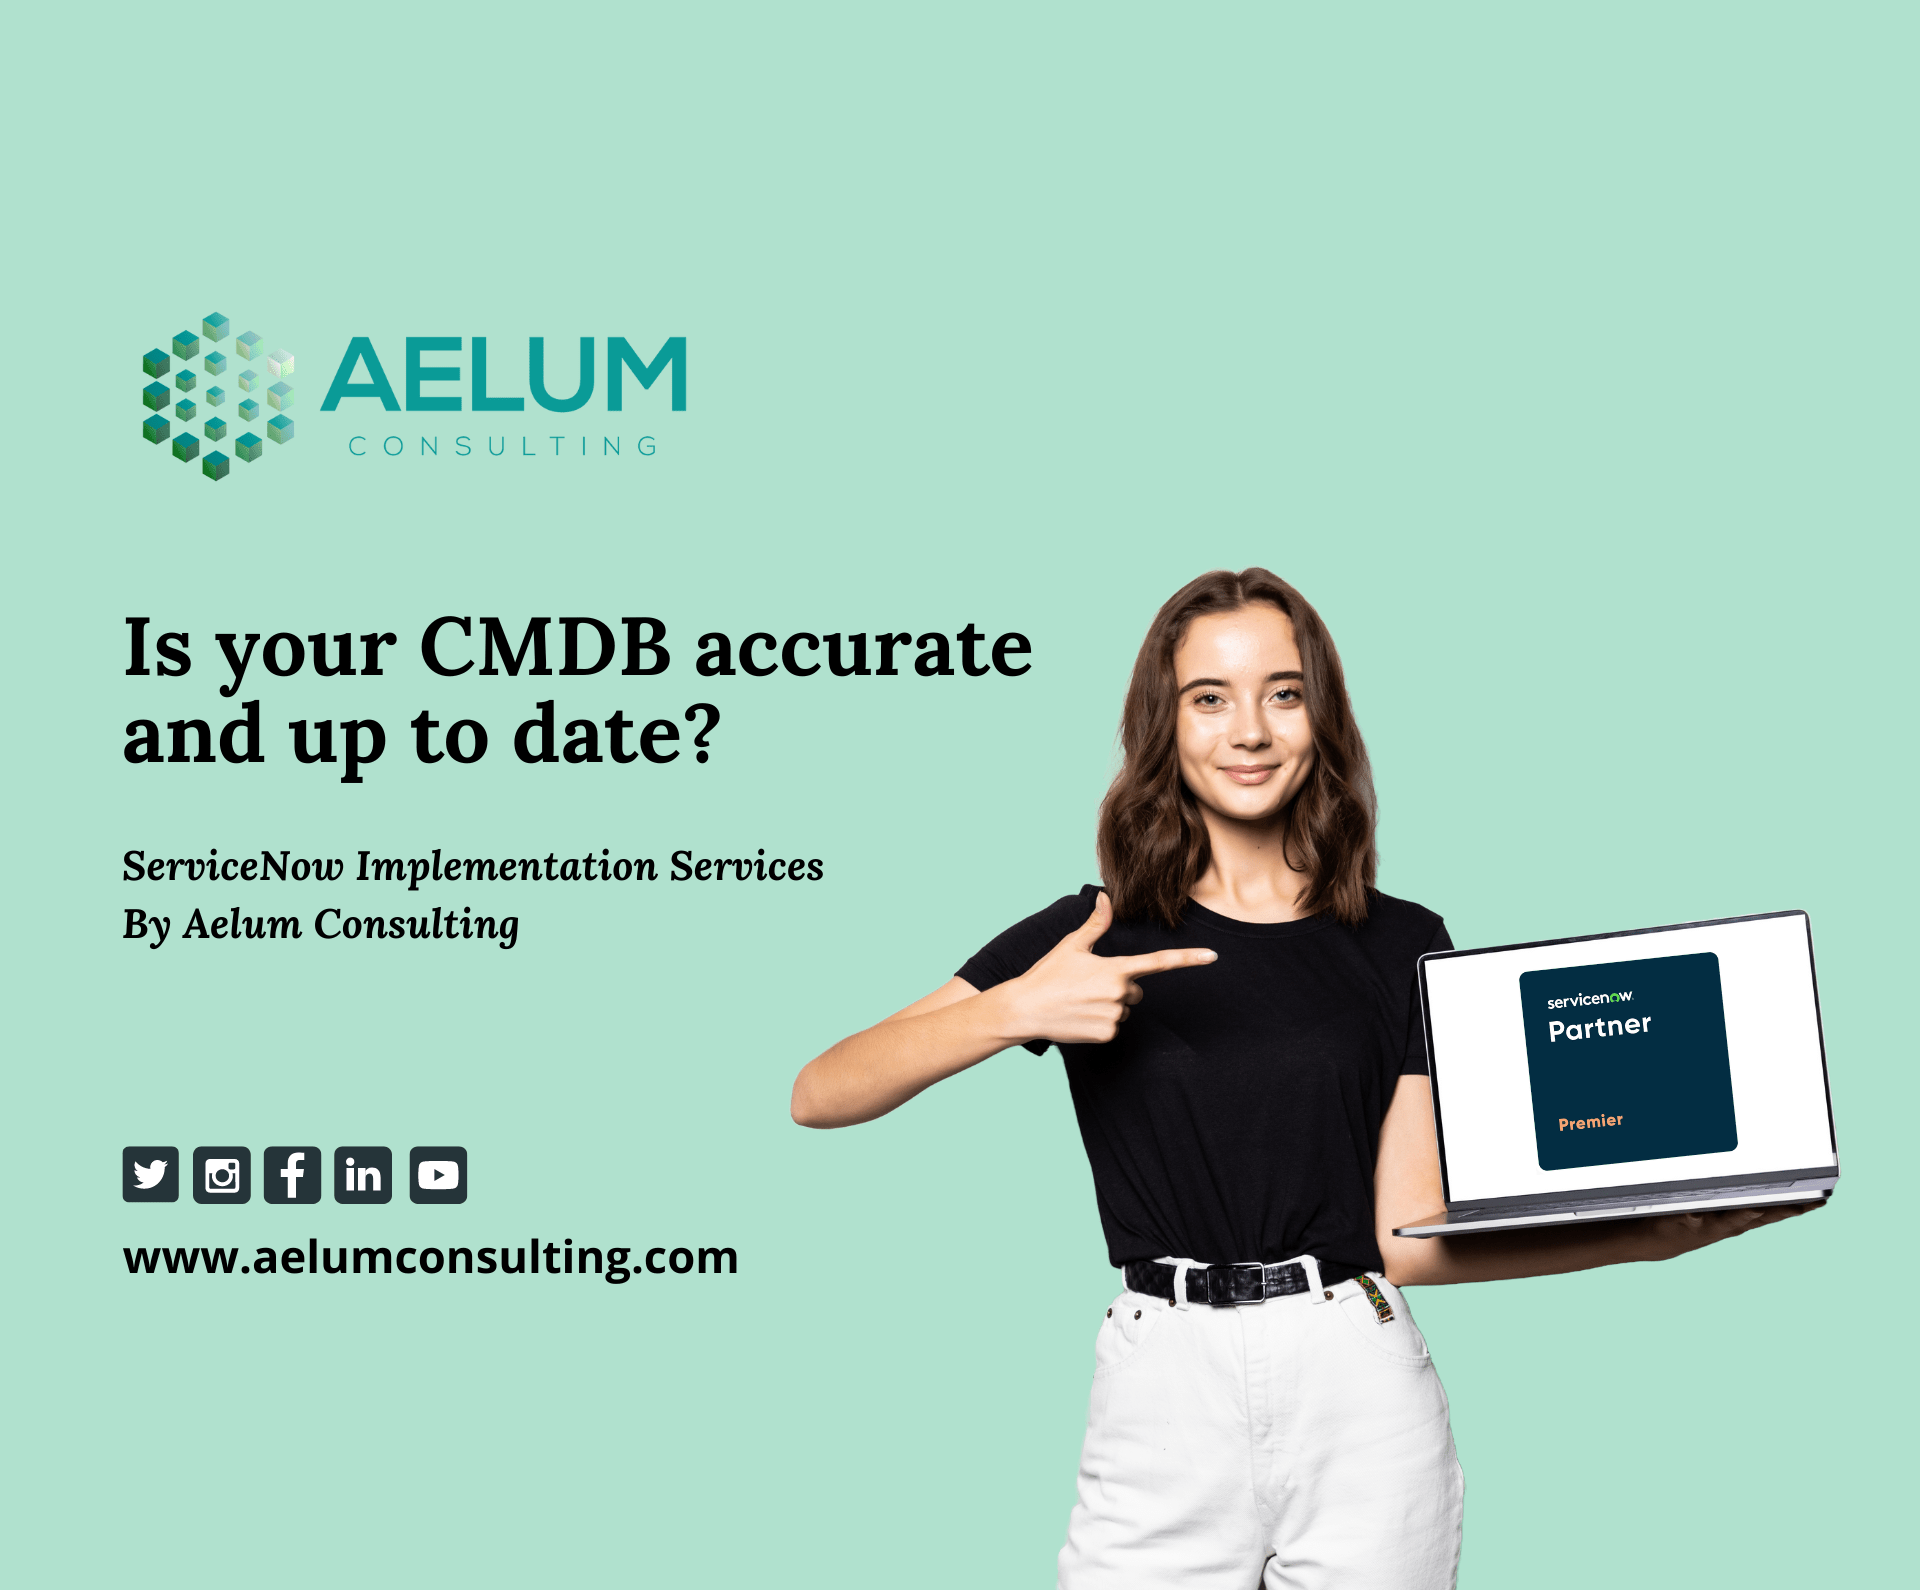 AELUM
CONSULTING
Is your CMDB accurate
and up to date?
ServiceNow Implementation Services
By Aelum Consulting
servicenow
Partner
Premier
in
www.aelumconsulting.com